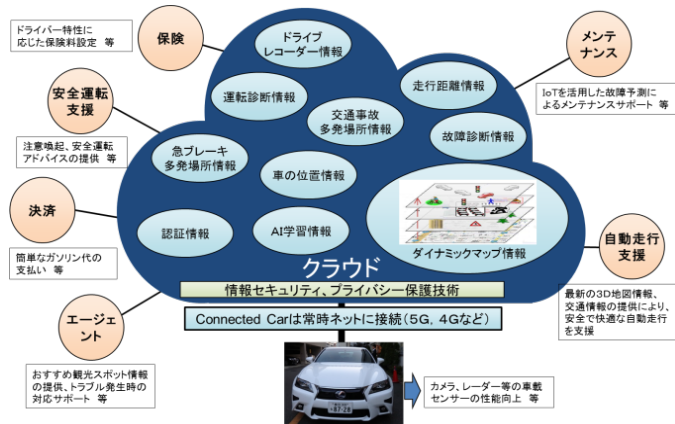 ドライバー特性に
応じた保険料設定 等
保険
ドライブ
レコーダー情報
メンテ
ナンス
IoTを活用した故障予測に
よるメンテナンスサポート 等
安全運転
支援
注意喚起、安全運転
アドバイスの提供 等
運転診断情報
走行距離情報
交通事故
多発場所情報
故障診断情報
急ブレーキ
多発場所情報
車の位置情報
決済
簡単なガソリン代の
支払い 等
認証情報
AI学習情報
ダイナミックマップ情報
自動走行
支援
最新の3D地図情報、
交通情報の提供により、
安全で快適な自動走行
を支援
クラウド
情報セキュリティ、プライバシー保護技術
Connected Carは常時ネットに接続(5G, 4Gなど)
エージェ
ント
おすすめ観光スポット情報
の提供、トラブル発生時の
対応サポート 等
カメラ、レーダー等の車載
センサーの性能向上 等